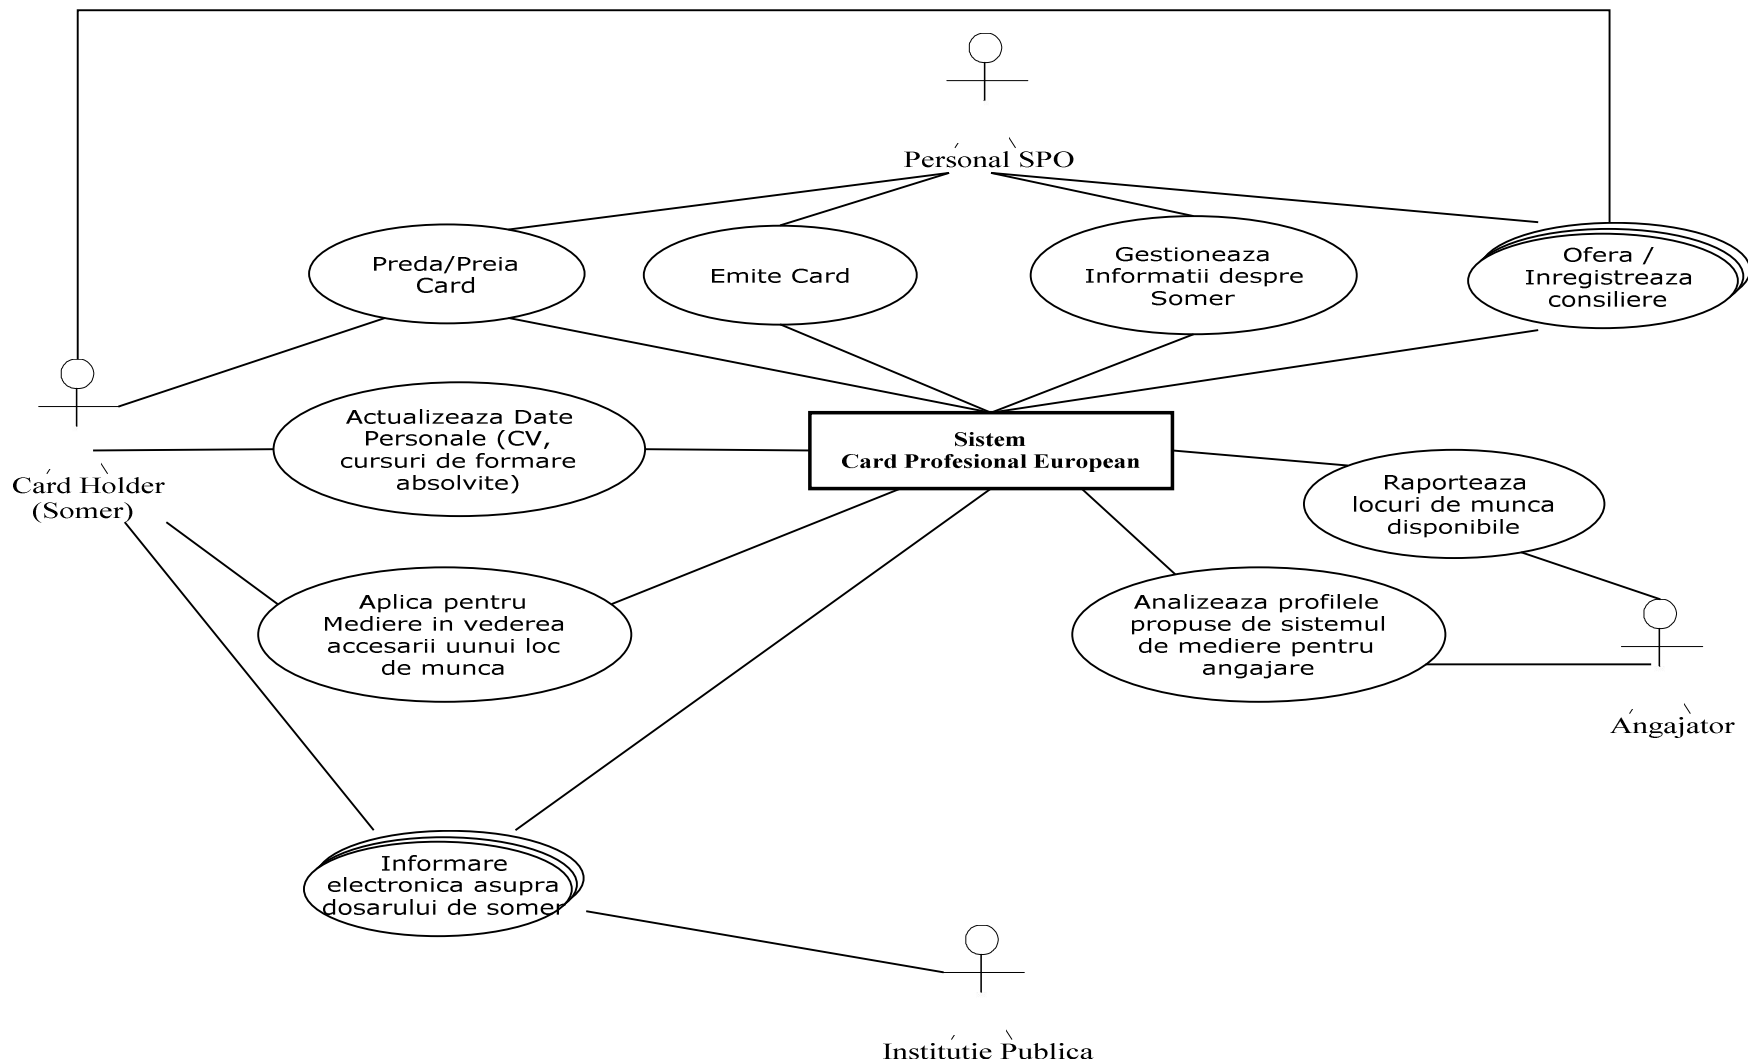 Personal SPO
Preda/Preia
Card
Emite Card
Gestioneaza
Informatii despre
Somer
Ofera /
Inregistreaza
consiliere
Card Holder
(Somer)
Actualizeaza Date
Personale (CV,
cursuri de formare
absolvite)
Sistem
Card Profesional European
Raporteaza
locuri de munca
disponibile
Aplica pentru
Mediere in vederea
accesarii uunui loc
de munca
Analizeaza profilele
propuse de sistemul
de mediere pentru
angajare
Angajator
Informare
electronica asupra
dosarului de somer
Institutie Publica